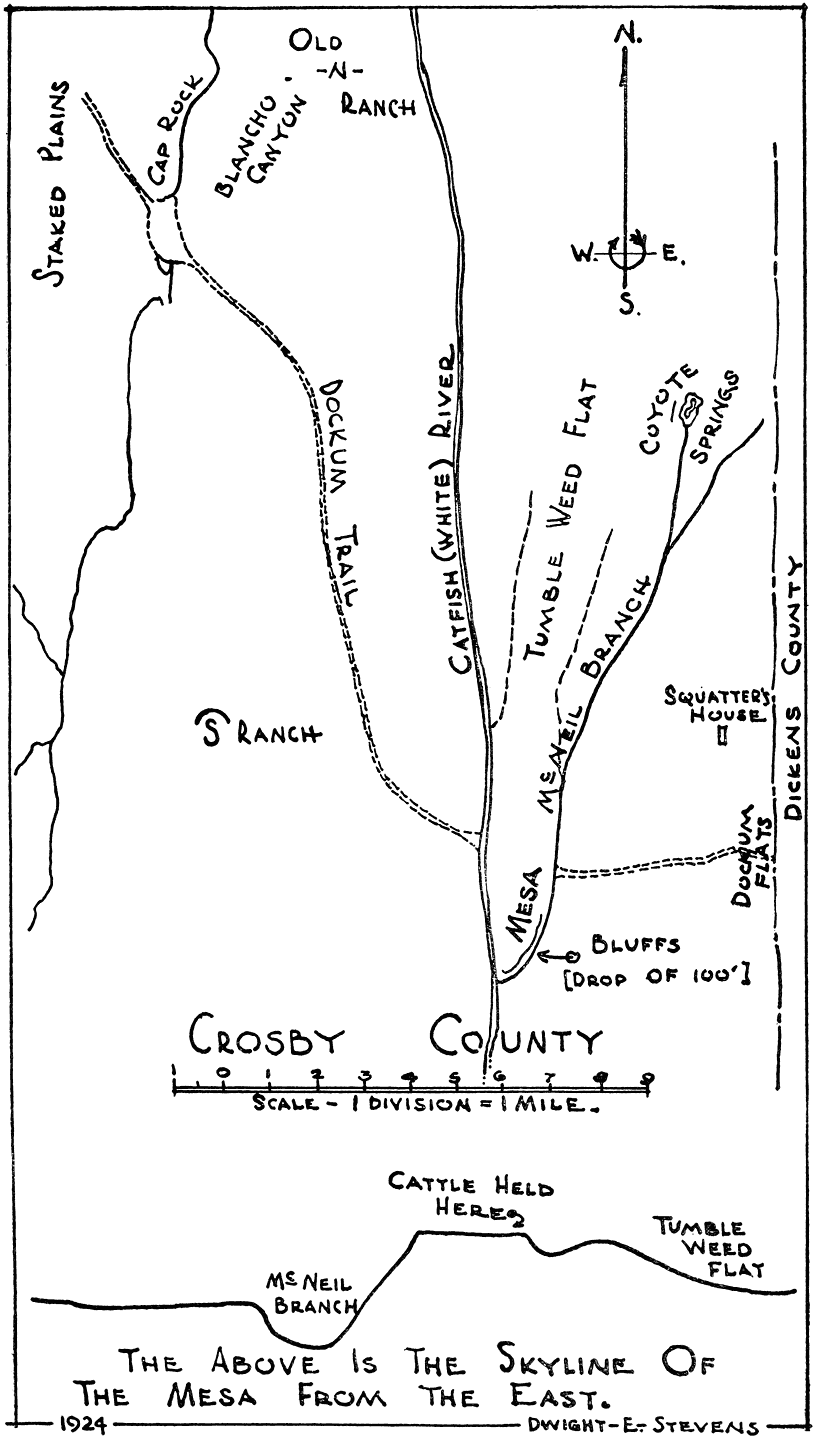 OLD
-N-
RANCH
BLANCHO
CANYON
CAP ROCK
STAKED PLAINS
N.
W. E.
S.
DOCKUM TRAIL
CATFISH (WHITE) RIVER
TUMBLE WEED FLAT
COYOTE
SPRINGS
McNEIL BRANCH
SQUATTER'S
HOUSE
DICKENS COUNTY
S RANCH
DOCKUM
FLATS
MESA
BLUFFS
[DROP OF 100']
CROSBY COUNTY
1 0 1 2 3 4 5 6 7 8 9
SCALE - 1 DIVISION = 1 MILE.
CATTLE HELD
HERE
TUMBLE
WEED
FLAT
McNEIL
BRANCH
THE ABOVE IS THE SKYLINE OF
THE MESA FROM THE EAST.
1924
DWIGHT-E-STEVENS